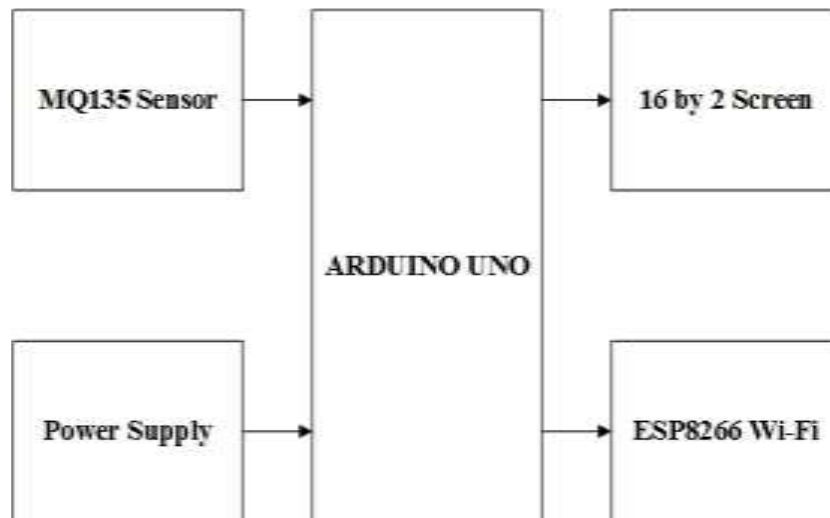 MQ135 Sensor
16 by 2 Screen
ARDUINO UNO
Power Supply
ESP8266 Wi-Fi